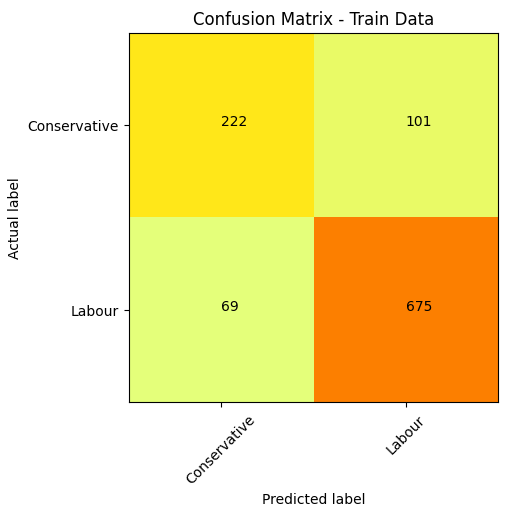 Confusion Matrix - Train Data
Actual label
Conservative
222
101
Labour
69
675
Conservative
Labour
Predicted label